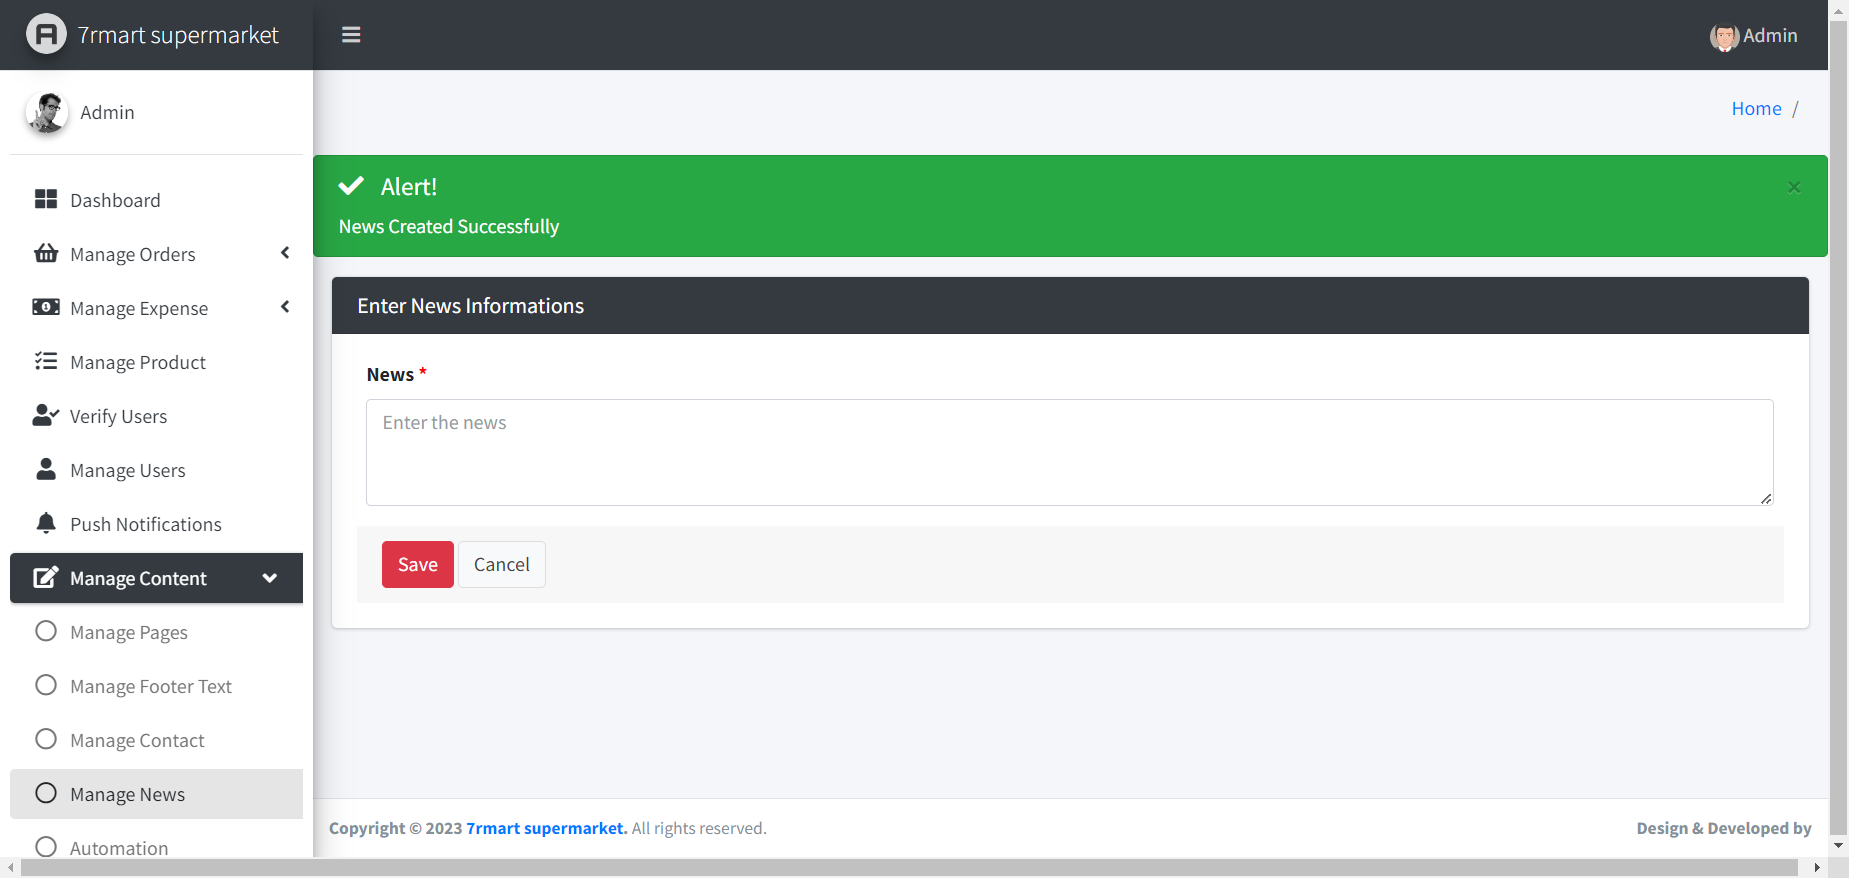 7rmart supermarket
Admin
Admin
Home /
Dashboard
Manage Orders
Manage Expense
Manage Product
Verify Users
Manage Users
Push Notifications
Manage Content
Manage Pages
Manage Footer Text
Manage Contact
Manage News
Automation
Alert!
×
News Created Successfully
Enter News Informations
News *
Enter the news
Save Cancel
Copyright © 2023 7rmart supermarket. All rights reserved.
Design & Developed by